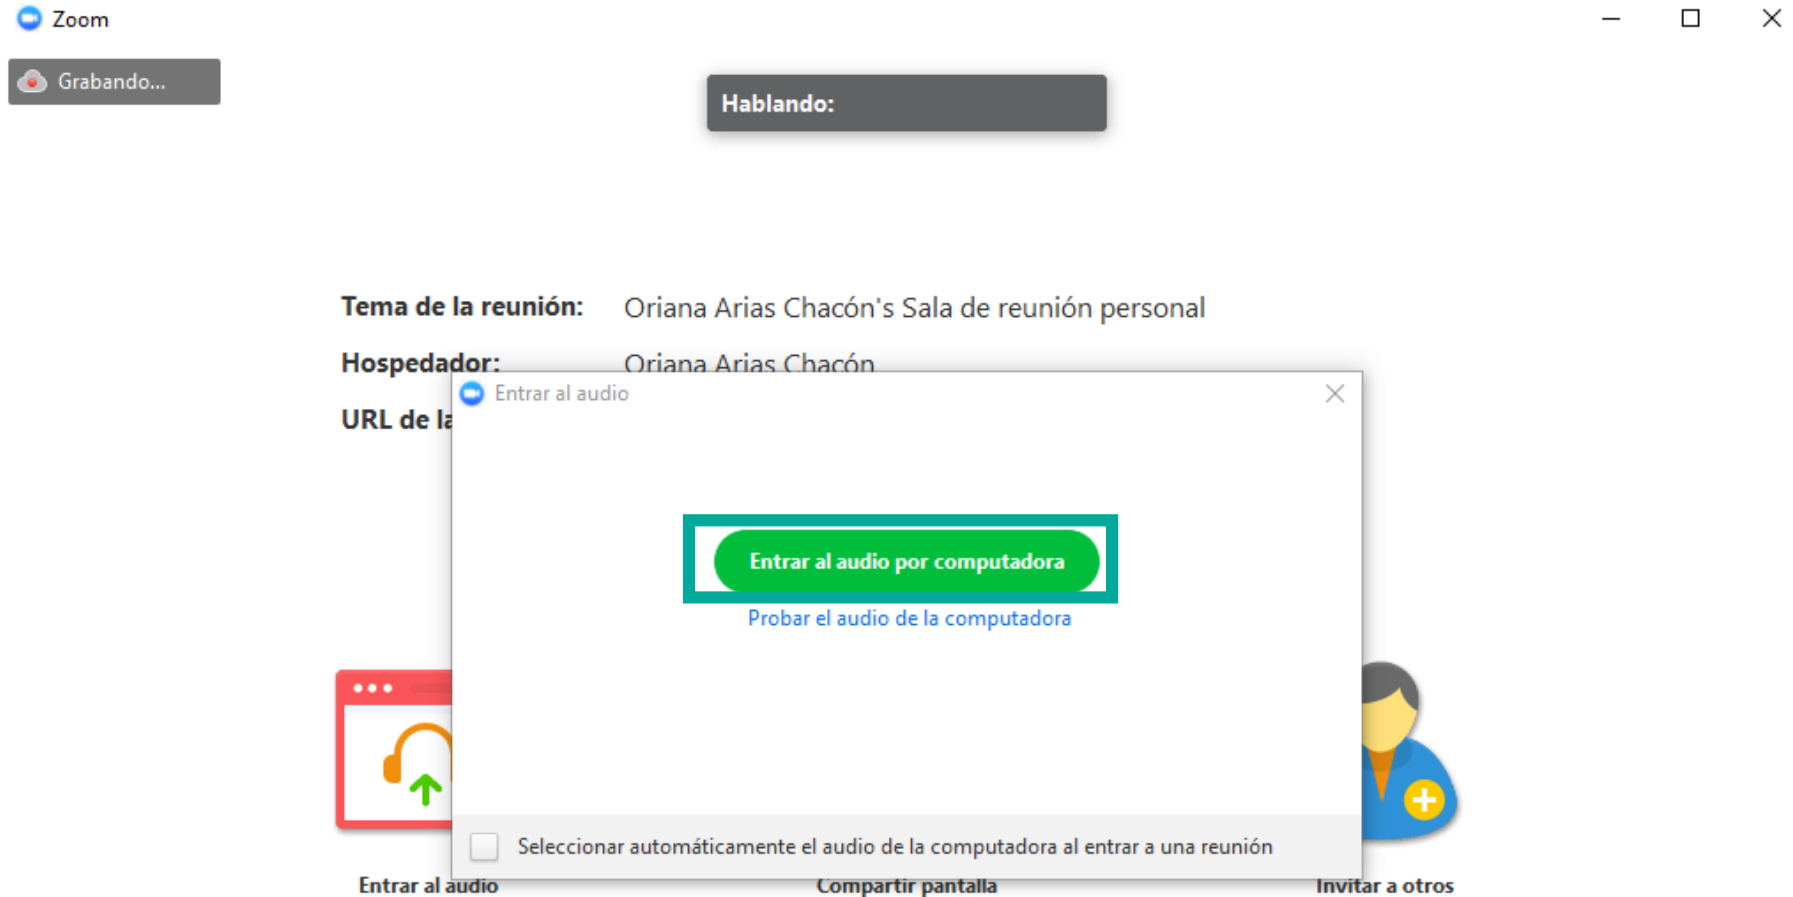 Zoom
Grabando...
Hablando:
Tema de la reunión: Oriana Arias Chacón's Sala de reunión personal
Hospedador: Oriana Arias Chacón
URL de la
Entrar al audio
Entrar al audio por computadora
Probar el audio de la computadora
Seleccionar automáticamente el audio de la computadora al entrar a una reunión
Entrar al audio Compartir pantalla Invitar a otros